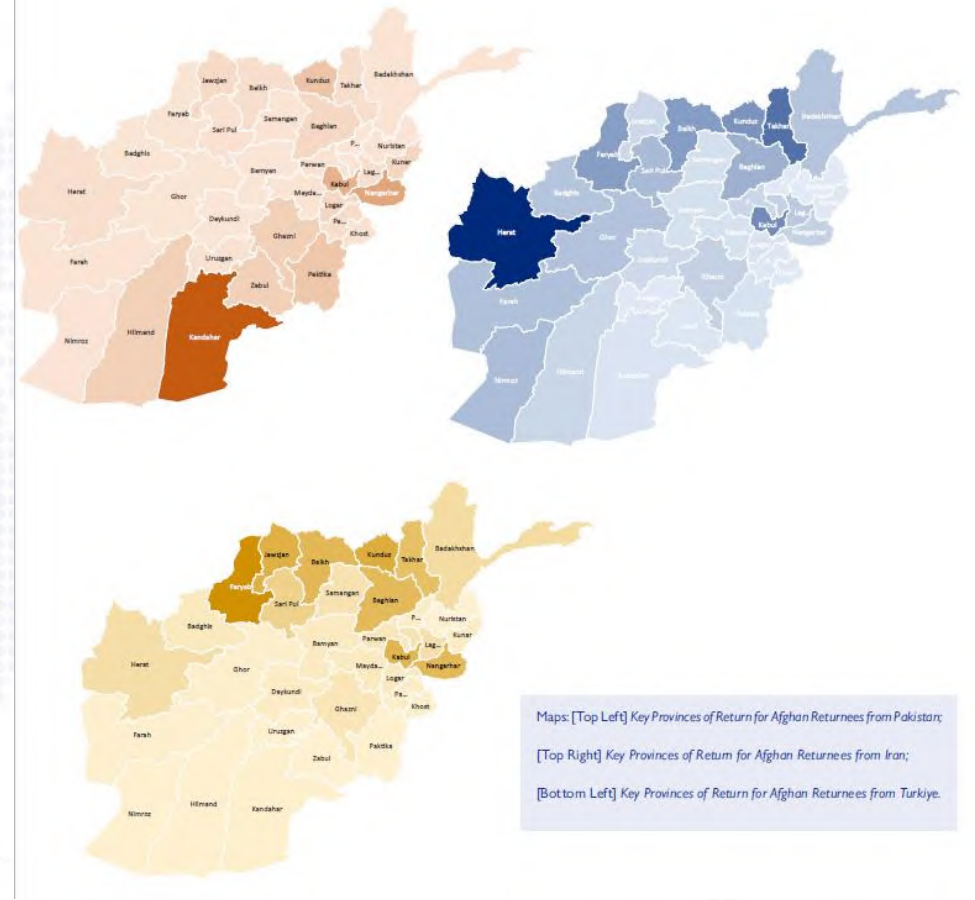 Jawzjan
Balkh
Kunduz
Takhar
Badakhshan
Faryab
Sari Pul
Samangan
Baghlan
Badghis
P...
Nuristan
Bamyan
Parwan
Lag...
Kunar
Herat
Ghor
Mayda...
Kabul
Nangarhar
Logar
Daykundi
Pa...
Ghazni
Khost
Farah
Uruzgan
Paktika
Zabul
Nimroz
Hilmand
Kandahar
Jawzjan
Balkh
Kunduz
Takhar
Badakhshan
Faryab
Sari Pul
Samangan
Baghlan
Badghis
Herat
Ghor
Kabul
Lag...
Nangarhar
Ghazni
Farah
Nimroz
Hilmand
Jawzjan
Balkh
Kunduz
Takhar
Badakhshan
Faryab
Sari Pul
Samangan
Baghlan
Badghis
P...
Nuristan
Bamyan
Parwan
Lag...
Kunar
Herat
Ghor
Mayda...
Kabul
Nangarhar
Logar
Daykundi
Pa...
Ghazni
Khost
Farah
Uruzgan
Paktika
Zabul
Nimroz
Hilmand
Kandahar
Maps: [Top Left] Key Provinces of Return for Afghan Returnees from Pakistan;
[Top Right] Key Provinces of Return for Afghan Returnees from Iran;
[Bottom Left] Key Provinces of Return for Afghan Returnees from Turkiye.